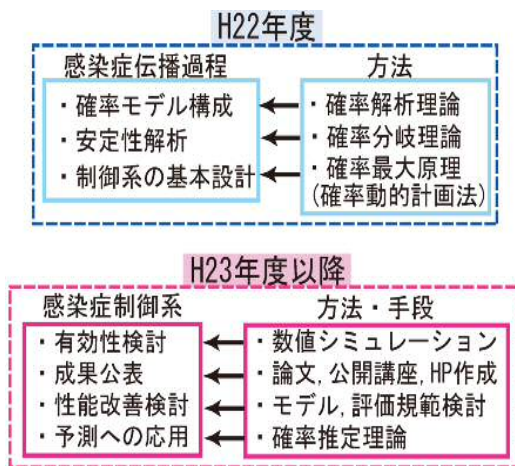 H22年度
感染症伝播過程
・確率モデル構成
・安定性解析
・制御系の基本設計
方法
・確率解析理論
・確率分岐理論
・確率最大原理
(確率動的計画法)
H23年度以降
感染症制御系
・有効性検討
・成果公表
・性能改善検討
・予測への応用
方法・手段
・数値シミュレーション
・論文,公開講座,HP作成
・モデル,評価規範検討
・確率推定理論